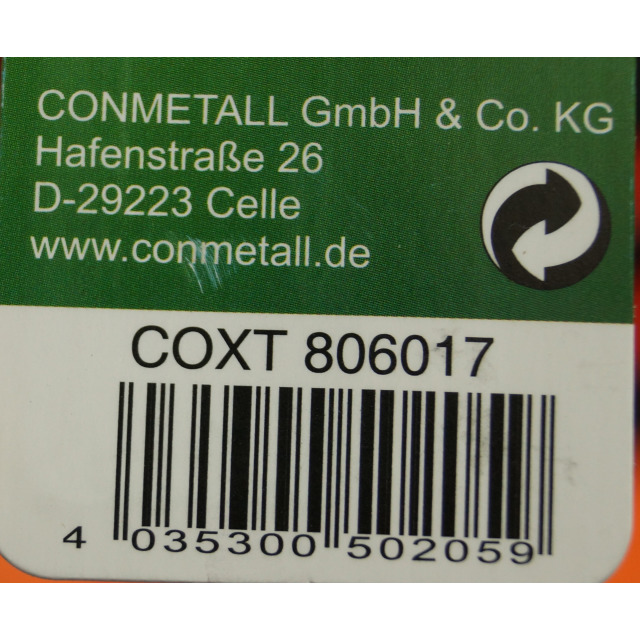 CONMETALL GmbH & Co. KG
Hafenstraße 26
D-29223 Celle
www.conmetall.de
COXT 806017
4 035300 502059